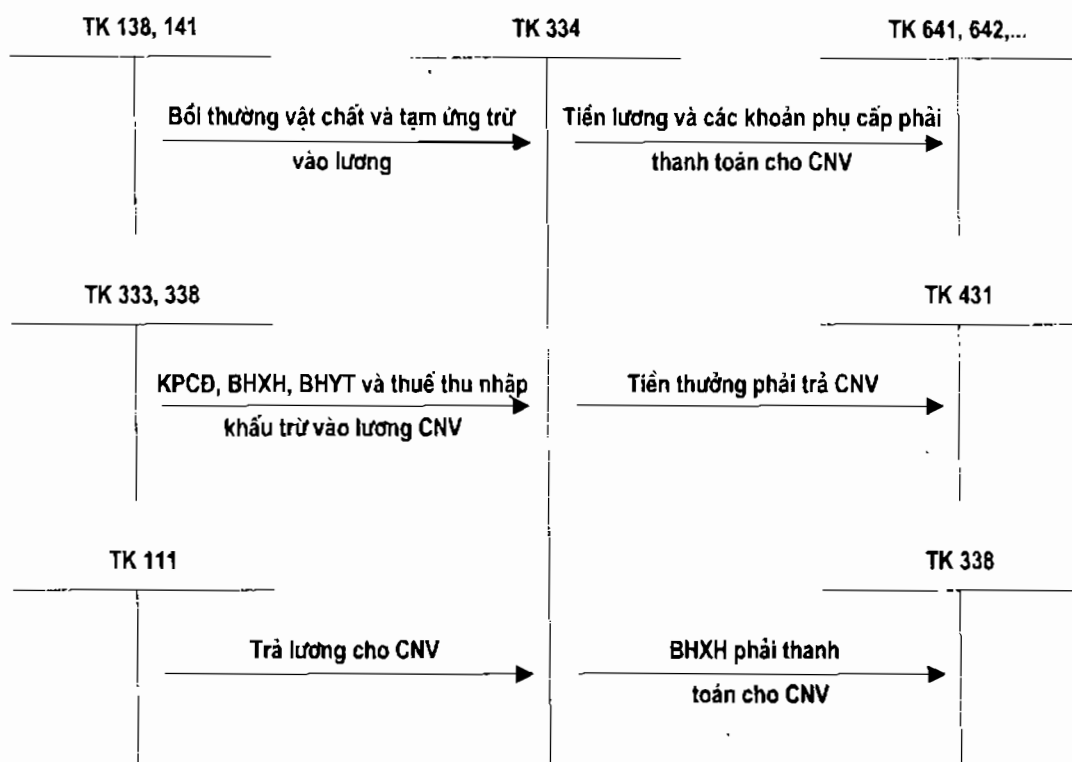 TK 138, 141
TK 334
TK 641, 642,...
Bồi thường vật chất và tạm ứng trừ
vào lương
Tiền lương và các khoản phụ cấp phải
thanh toán cho CNV
TK 333, 338
TK 431
KPCĐ, BHXH, BHYT và thuế thu nhập
khấu trừ vào lương CNV
Tiền thưởng phải trả CNV
TK 111
TK 338
Trả lương cho CNV
BHXH phải thanh
toán cho CNV